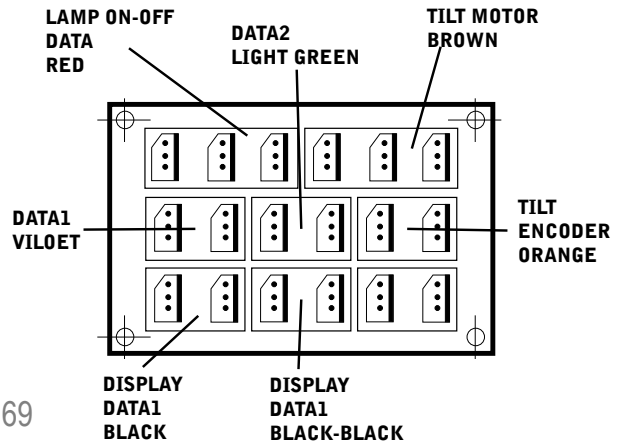 LAMP ON-OFF
DATA
RED
DATA2
LIGHT GREEN
TILT MOTOR
BROWN
DATA1
VILOET
TILT
ENCODER
ORANGE
DISPLAY
DATA1
BLACK
DISPLAY
DATA1
BLACK-BLACK
69